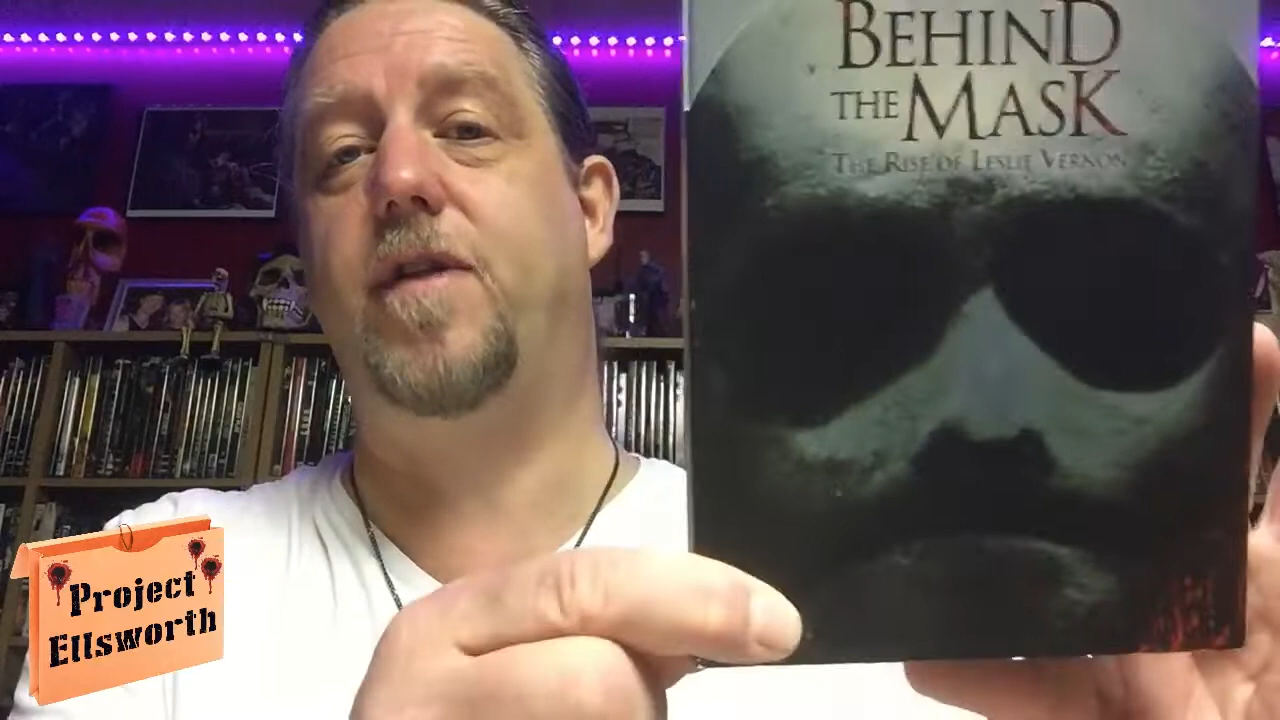 BEHIND
THE MASK
THE RISE OF LESLIE VERNON
Project
Ellsworth